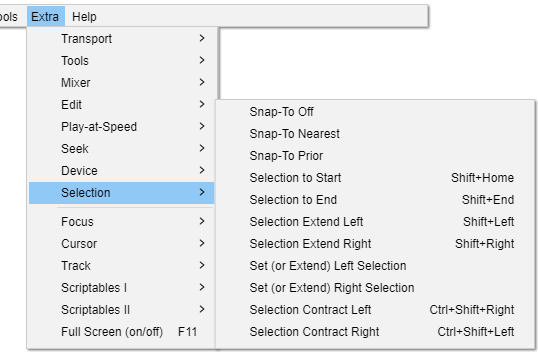 ools Extra Help
Transport
Tools
Mixer
Edit
Play-at-Speed
Seek
Device
Selection
Focus
Cursor
Track
Scriptables I
Scriptables II
Full Screen (on/off) F11
Snap-To Off
Snap-To Nearest
Snap-To Prior
Selection to Start Shift+Home
Selection to End Shift+End
Selection Extend Left Shift+Left
Selection Extend Right Shift+Right
Set (or Extend) Left Selection
Set (or Extend) Right Selection
Selection Contract Left Ctrl+Shift+Right
Selection Contract Right Ctrl+Shift+Left